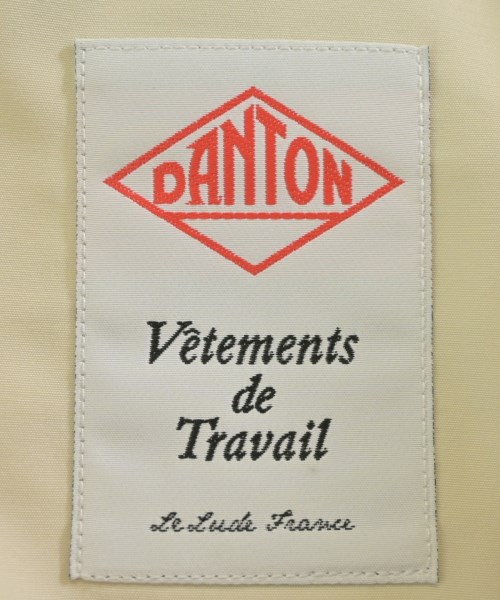 DANTON
Vêtements
de
Travail
Le Lude France